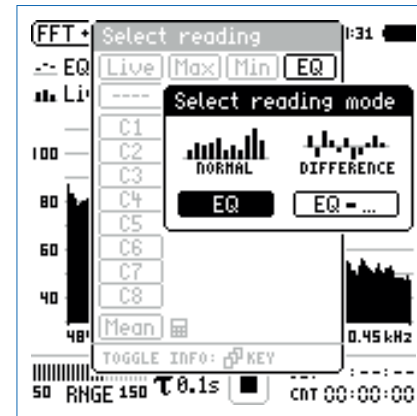 FFT
Select reading
1:31
EQ
Live Max Min EQ
Li
----
Select reading mode
C1
100
C2
NORMAL DIFFERENCE
C3
80
C4
EQ EQ - ...
C5
60
C6
C7
40
C8
48
Mean
0.45 kHz
TOGGLE INFO: KEY
-:--:--
50 RNGE 150 τ 0.1s
CNT 00:00:00